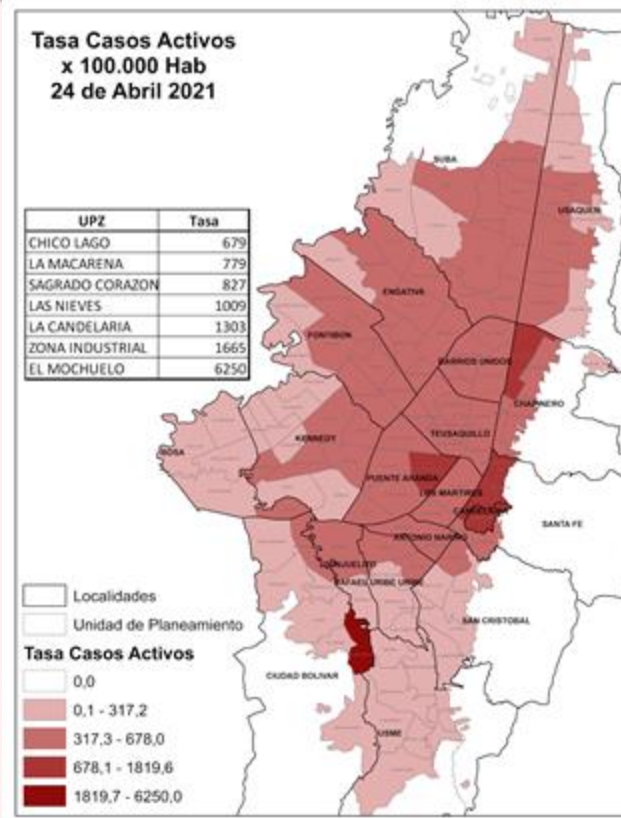 Tasa Casos Activos
x 100.000 Hab
24 de Abril 2021
UPZ Tasa
CHICO LAGO 679
LA MACARENA 779
SAGRADO CORAZON 827
LAS NIEVES 1009
LA CANDELARIA 1303
ZONA INDUSTRIAL 1665
EL MOCHUELO 6250
SUBA
USAQUEN
ENGATIVA
FONTIBON
BARRIOS UNIDOS
CHAPINERO
TEUSAQUILLO
KENNEDY
BOSA
PUENTE ARANDA
LOS MARTIRES
SANTA FE
ANTONIO NARIÑO
RAFAEL URIBE URIBE
SAN CRISTOBAL
CIUDAD BOLIVAR
USME
Localidades
Unidad de Planeamiento
Tasa Casos Activos
0,0
0,1 - 317,2
317,3 - 678,0
678,1 - 1819,6
1819,7 - 6250,0